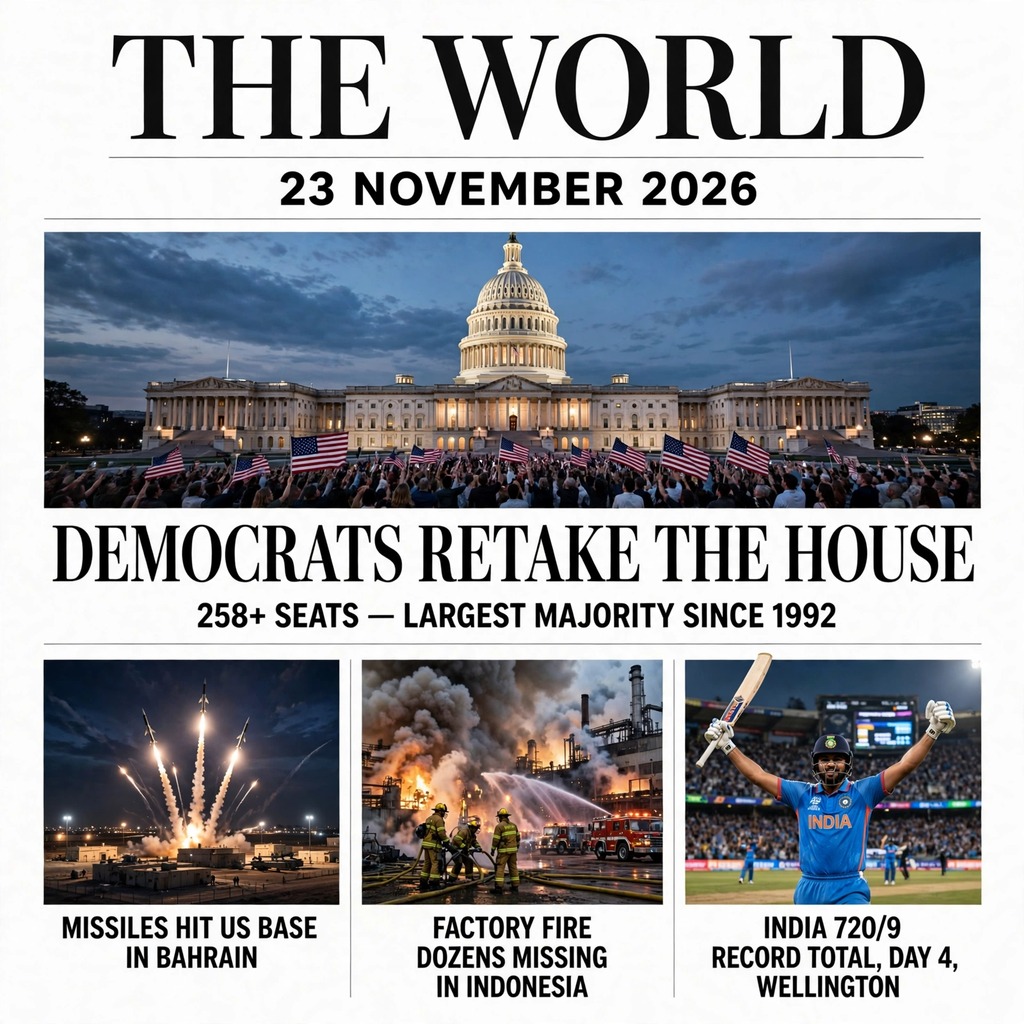 THE WORLD
23 NOVEMBER 2026
DEMOCRATS RETAKE THE HOUSE
258+ SEATS — LARGEST MAJORITY SINCE 1992
MISSILES HIT US BASE
IN BAHRAIN
FACTORY FIRE
DOZENS MISSING
IN INDONESIA
INDIA
INDIA 720/9
RECORD TOTAL, DAY 4,
WELLINGTON